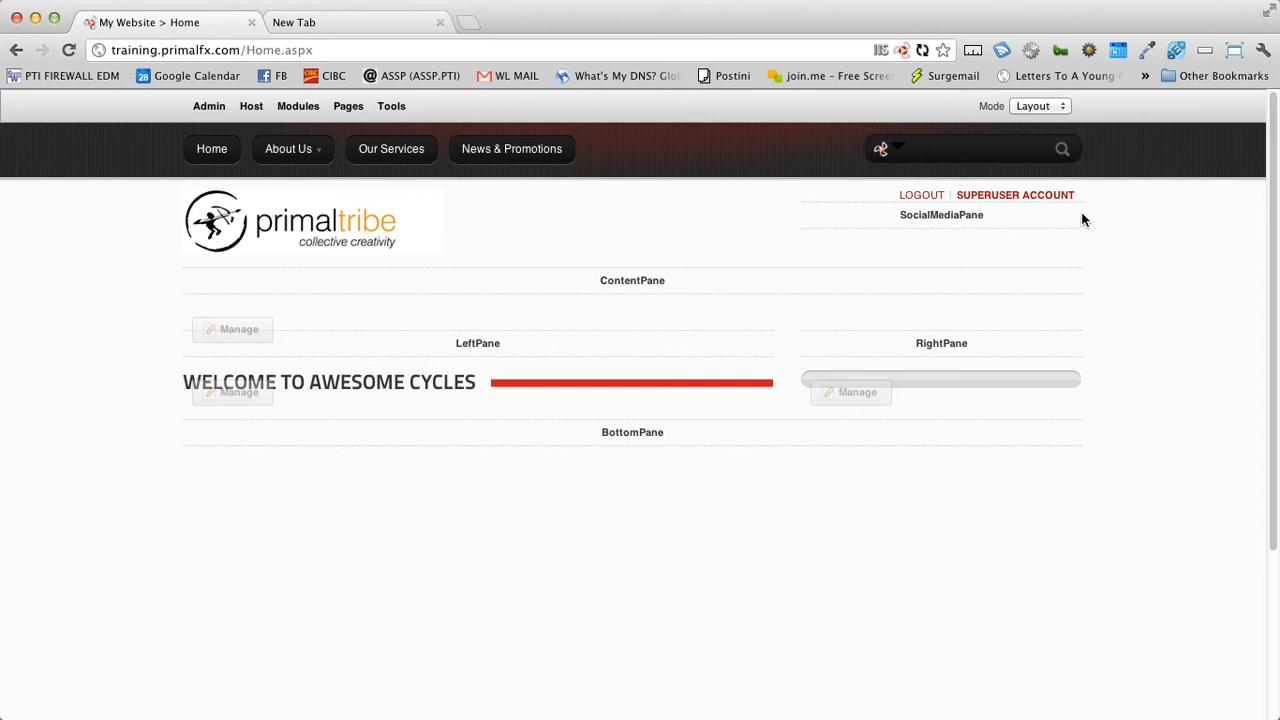 My Website > Home
New Tab
training.primalfx.com/Home.aspx
PTI FIREWALL EDM
28 Google Calendar
FB
CIBC CIBC
@ ASSP (ASSP.PTI)
WL MAIL
What's My DNS? Glo
Postini
join.me – Free Scree
Surgemail
Letters To A Young F
»
Other Bookmarks
Admin Host Modules Pages Tools
Mode Layout
Home About Us Our Services News & Promotions
LOGOUT | SUPERUSER ACCOUNT
primaltribe
collective creativity
SocialMediaPane
ContentPane
Manage
LeftPane
RightPane
WELCOME TO AWESOME CYCLES
Manage
Manage
BottomPane